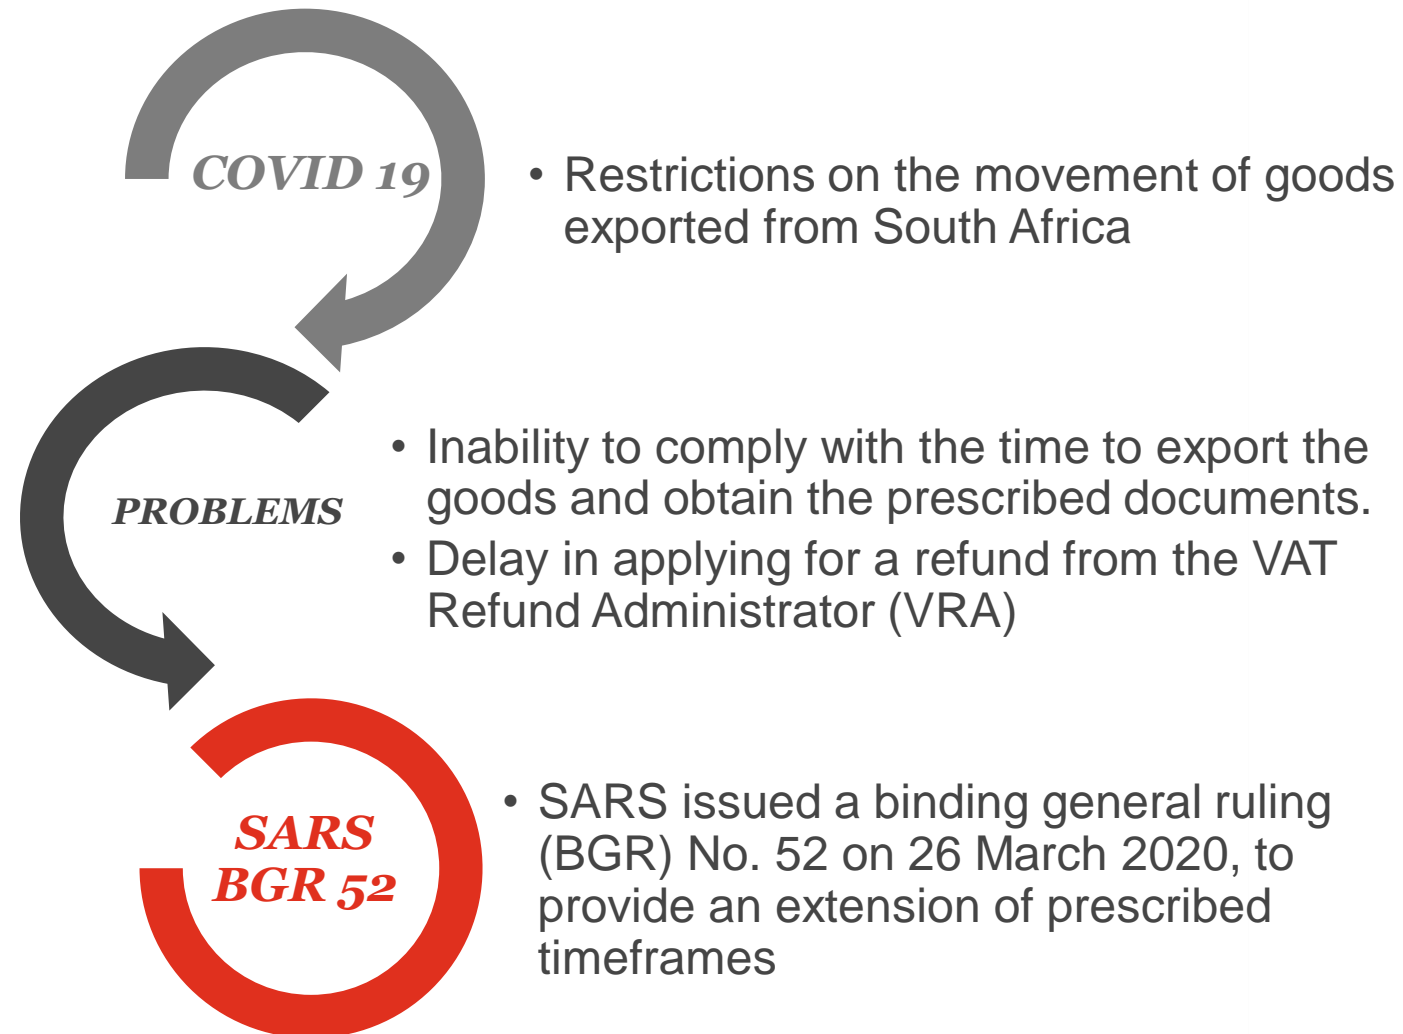 COVID 19
• Restrictions on the movement of goods
exported from South Africa
PROBLEMS
• Inability to comply with the time to export the
goods and obtain the prescribed documents.
• Delay in applying for a refund from the VAT
Refund Administrator (VRA)
SARS
BGR 52
• SARS issued a binding general ruling
(BGR) No. 52 on 26 March 2020, to
provide an extension of prescribed
timeframes